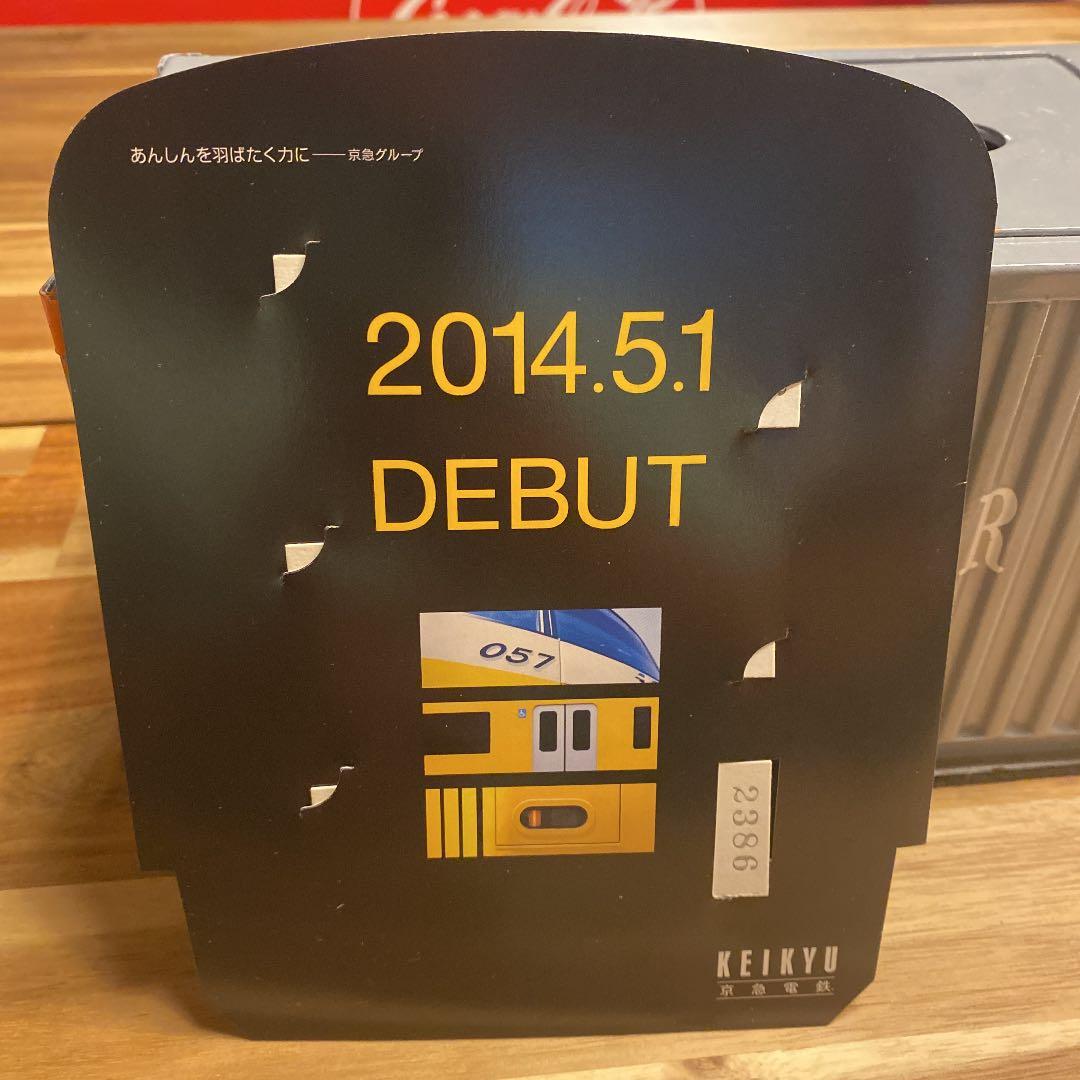 あんしんを羽ばたく力に──京急グループ
2014.5.1
DEBUT
057
2386
KEIKYU
京急電鉄
R